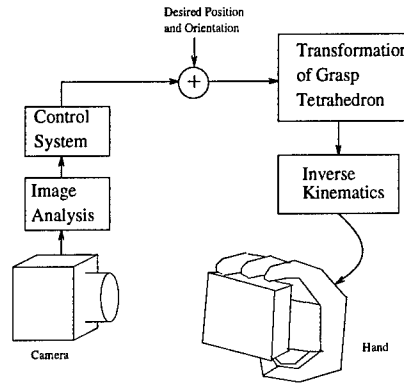 Desired Position
and Orientation
+
Transformation
of Grasp
Tetrahedron
Control
System
Inverse
Kinematics
Image
Analysis
Camera
Hand